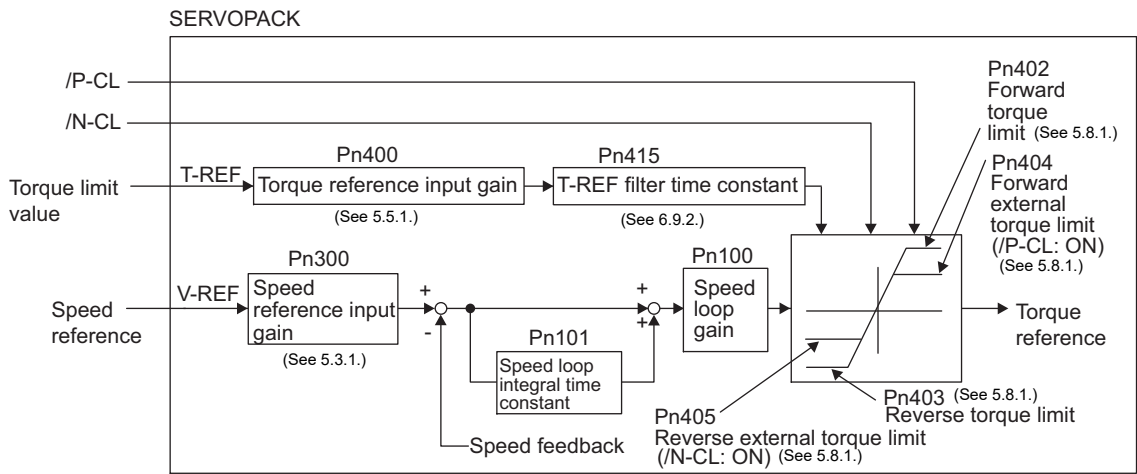 SERVOPACK
/P-CL
/N-CL
Torque limit
value
T-REF
Pn400
Torque reference input gain
(See 5.5.1.)
Pn415
T-REF filter time constant
(See 6.9.2.)
Pn402
Forward
torque
limit (See 5.8.1.)
Pn404
Forward
external
torque limit
(/P-CL: ON)
(See 5.8.1.)
Speed
reference
V-REF
Pn300
Speed
reference input
gain
(See 5.3.1.)
+
-
Pn101
Speed loop
integral time
constant
+
+
Pn100
Speed
loop
gain
Torque
reference
Speed feedback
Pn403 (See 5.8.1.)
Reverse torque limit
Pn405
Reverse external torque limit
(/N-CL: ON) (See 5.8.1.)